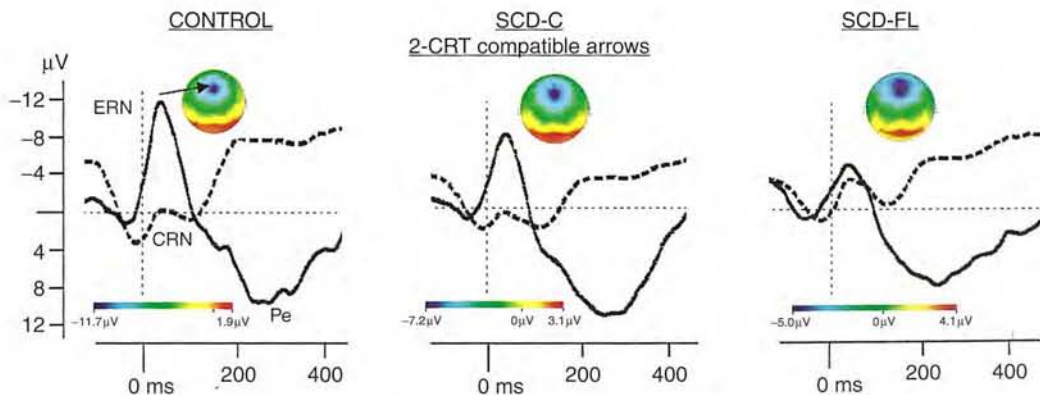 CONTROL
SCD-C
2-CRT compatible arrows
SCD-FL
µV
−12
−8
−4
4
8
12
ERN
CRN
Pe
−11.7µV
1.9µV
−7.2µV
0µV
3.1µV
−5.0µV
0µV
4.1µV
0 ms
200
400
0 ms
200
400
0 ms
200
400